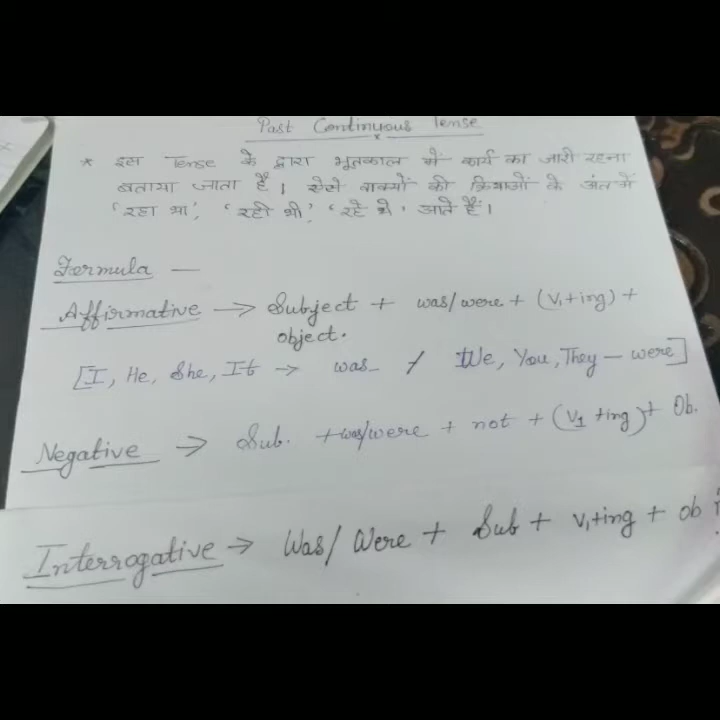 Past Continuous Tense
x
* इस Tense के द्वारा भूतकाल में कार्य का जारी रहना
बताया जाता है। ऐसे वाक्यों की क्रियाओं के अंत में
'रहा था', 'रही थी', 'रहे थे' आते हैं।
Formula —
Affirmative → Subject + was/were + (V₁+ing) +
object.
[I, He, She, It → was / We, You, They — were]
Negative → Sub. + was/were + not + (V1 +ing) + Ob.
Interrogative → Was/Were + Sub + V₁+ing + ob ?